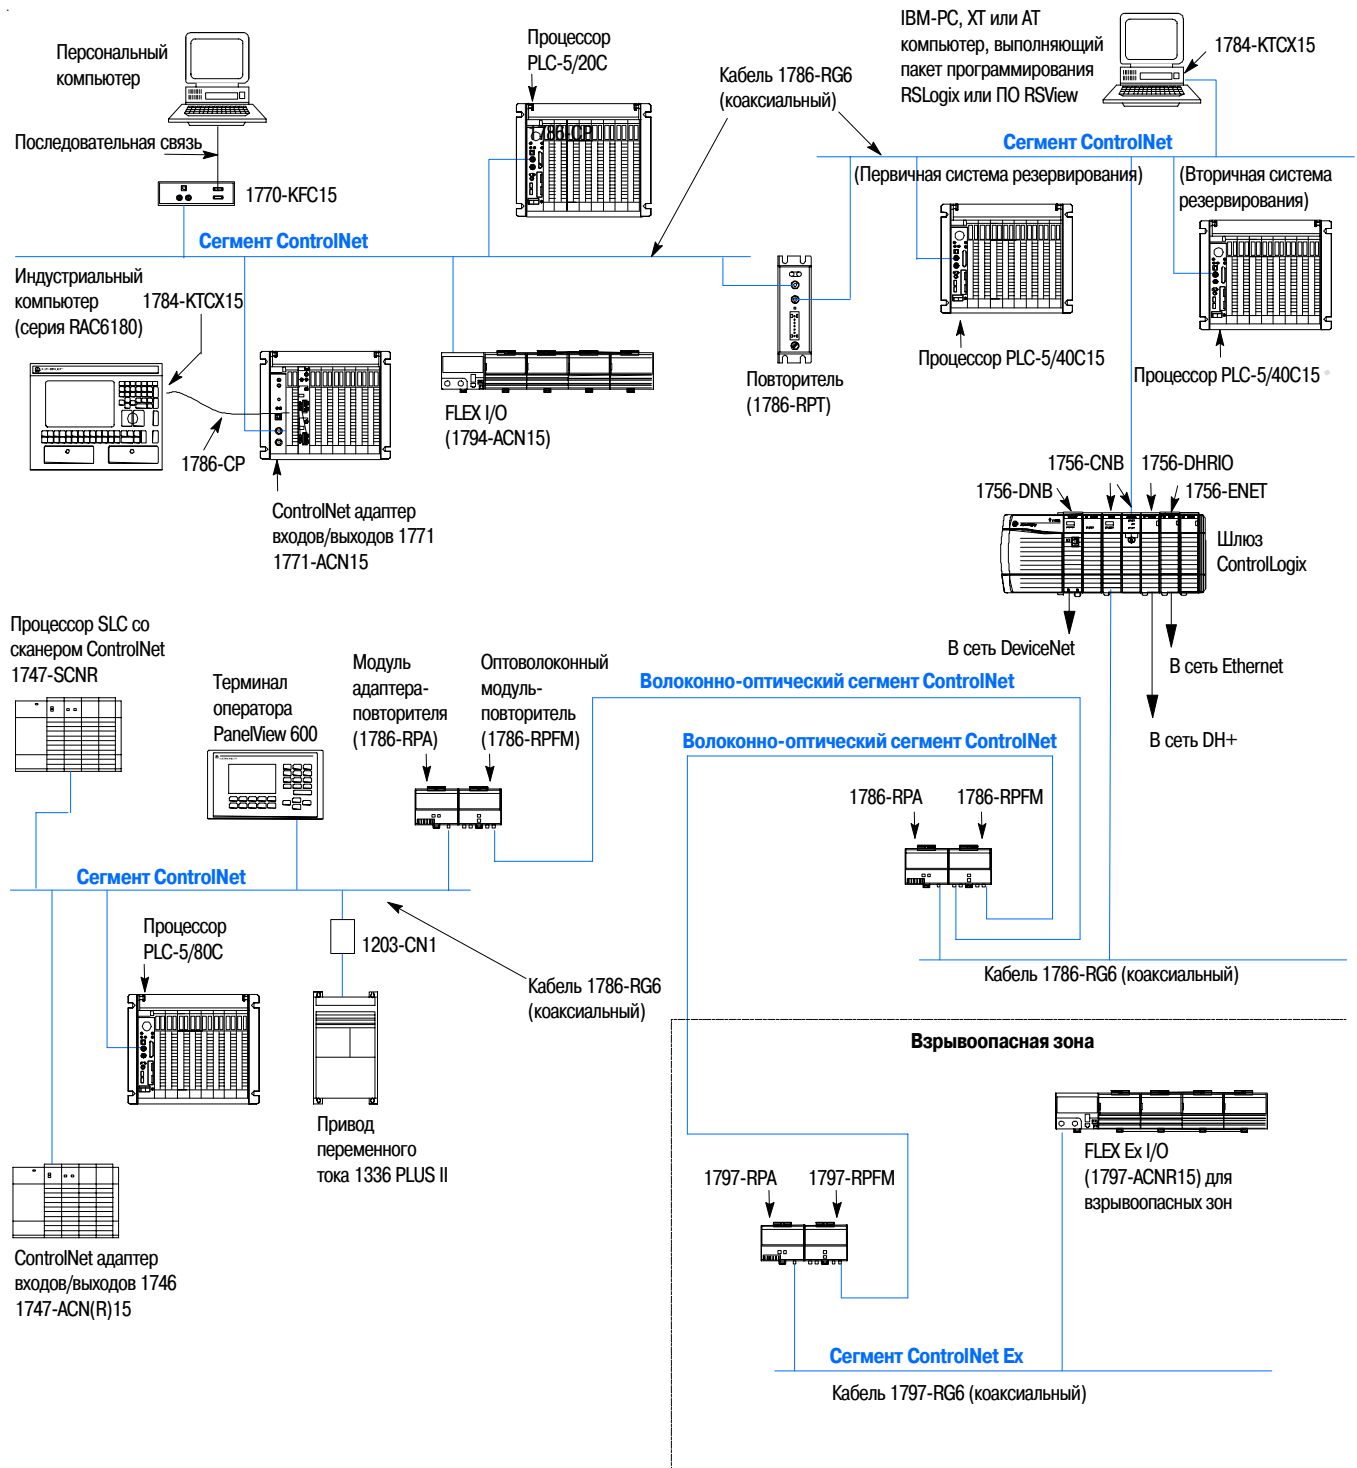 Персональный
компьютер
Последовательная связь
1770-KFC15
Процессор
PLC-5/20C
1786-CP
Кабель 1786-RG6
(коаксиальный)
IBM-PC, XT или AT
компьютер, выполняющий
пакет программирования
RSLogix или ПО RSView
1784-KTCX15
Сегмент ControlNet
(Первичная система резервирования)
(Вторичная система
резервирования)
Сегмент ControlNet
Индустриальный
компьютер
(серия RAC6180)
1784-KTCX15
1786-CP
ControlNet адаптер
входов/выходов 1771
1771-ACN15
FLEX I/O
(1794-ACN15)
Повторитель
(1786-RPT)
Процессор PLC-5/40C15
Процессор PLC-5/40C15
1756-CNB
1756-DHRIO
1756-DNB
1756-ENET
Шлюз
ControlLogix
В сеть DeviceNet
В сеть Ethernet
В сеть DH+
Процессор SLC со
сканером ControlNet
1747-SCNR
Терминал
оператора
PanelView 600
Модуль
адаптера-
повторителя
(1786-RPA)
Оптоволоконный
модуль-
повторитель
(1786-RPFM)
Волоконно-оптический сегмент ControlNet
Волоконно-оптический сегмент ControlNet
1786-RPA
1786-RPFM
Сегмент ControlNet
Процессор
PLC-5/80C
1203-CN1
Кабель 1786-RG6
(коаксиальный)
Кабель 1786-RG6 (коаксиальный)
Привод
переменного
тока 1336 PLUS II
ControlNet адаптер
входов/выходов 1746
1747-ACN(R)15
Взрывоопасная зона
FLEX Ex I/O
(1797-ACNR15) для
взрывоопасных зон
1797-RPA
1797-RPFM
Сегмент ControlNet Ex
Кабель 1797-RG6 (коаксиальный)